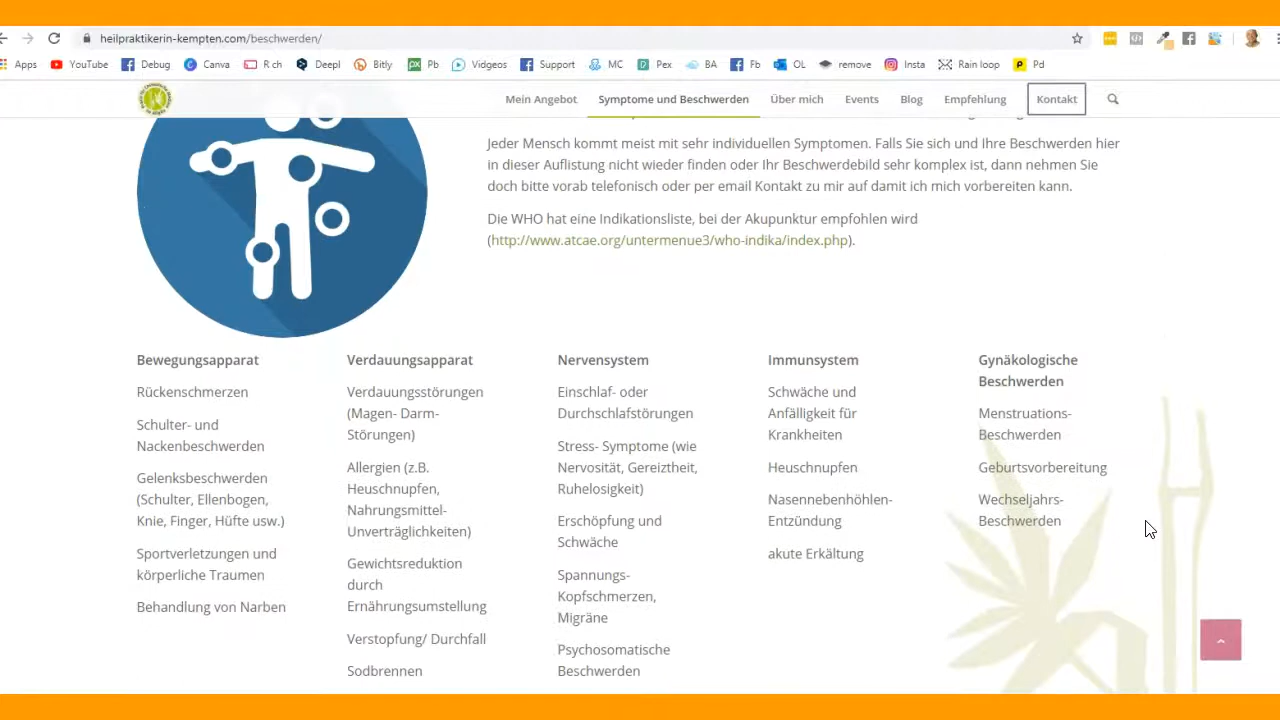 heilpraktikerin-kempten.com/beschwerden/
Apps YouTube Debug Canva R ch Deepl Bitly Pb Vidgeos Support MC Pex BA Fb OL remove Insta Rain loop Pd
Mein Angebot Symptome und Beschwerden Über mich Events Blog Empfehlung Kontakt
Jeder Mensch kommt meist mit sehr individuellen Symptomen. Falls Sie sich und Ihre Beschwerden hier
in dieser Auflistung nicht wieder finden oder Ihr Beschwerdebild sehr komplex ist, dann nehmen Sie
doch bitte vorab telefonisch oder per email Kontakt zu mir auf damit ich mich vorbereiten kann.
Die WHO hat eine Indikationsliste, bei der Akupunktur empfohlen wird
(http://www.atcae.org/untermenue3/who-indika/index.php).
Bewegungsapparat
Rückenschmerzen
Schulter- und
Nackenbeschwerden
Gelenksbeschwerden
(Schulter, Ellenbogen,
Knie, Finger, Hüfte usw.)
Sportverletzungen und
körperliche Traumen
Behandlung von Narben
Verdauungsapparat
Verdauungsstörungen
(Magen- Darm-
Störungen)
Allergien (z.B.
Heuschnupfen,
Nahrungsmittel-
Unverträglichkeiten)
Gewichtsreduktion
durch
Ernährungsumstellung
Verstopfung/ Durchfall
Sodbrennen
Nervensystem
Einschlaf- oder
Durchschlafstörungen
Stress- Symptome (wie
Nervosität, Gereiztheit,
Ruhelosigkeit)
Erschöpfung und
Schwäche
Spannungs-
Kopfschmerzen,
Migräne
Psychosomatische
Beschwerden
Immunsystem
Schwäche und
Anfälligkeit für
Krankheiten
Heuschnupfen
Nasennebenhöhlen-
Entzündung
akute Erkältung
Gynäkologische
Beschwerden
Menstruations-
Beschwerden
Geburtsvorbereitung
Wechseljahrs-
Beschwerden